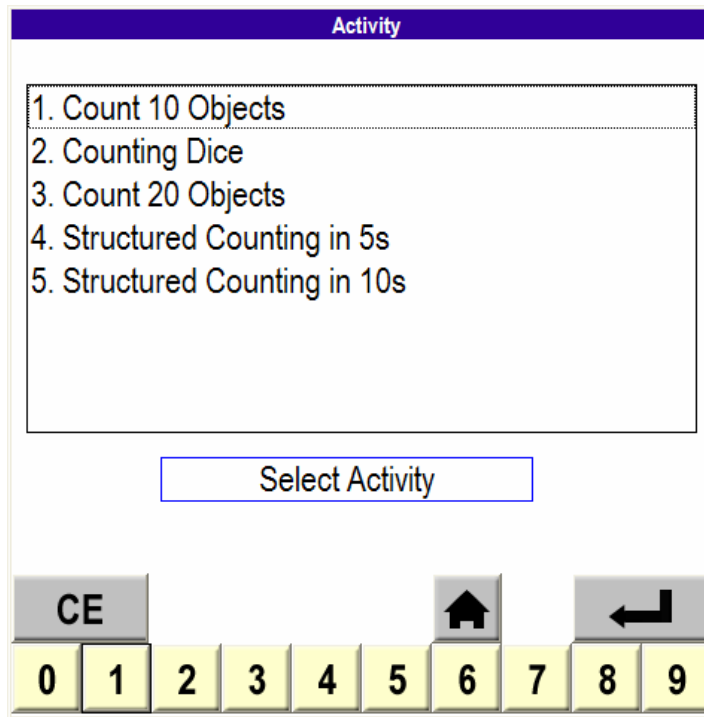 Activity
1. Count 10 Objects
2. Counting Dice
3. Count 20 Objects
4. Structured Counting in 5s
5. Structured Counting in 10s
Select Activity
CE
0 1 2 3 4 5 6 7 8 9